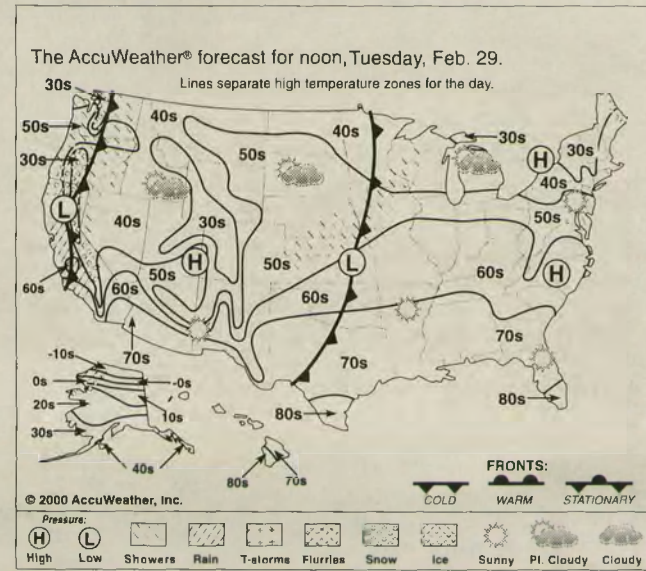 The AccuWeather® forecast for noon, Tuesday, Feb. 29.
Lines separate high temperature zones for the day.
30s
50s
30s
60s
40s
40s
50s
40s
30s
50s
60s
70s
50s
60s
70s
80s
30s
30s
40s
50s
60s
70s
80s
H
H
H
L
L
-10s
0s
-0s
20s
10s
30s
40s
80s
70s
© 2000 AccuWeather, Inc.
FRONTS:
COLD WARM STATIONARY
Pressure:
H L
High Low Showers Rain T-storms Flurries Snow Ice Sunny Pt. Cloudy Cloudy